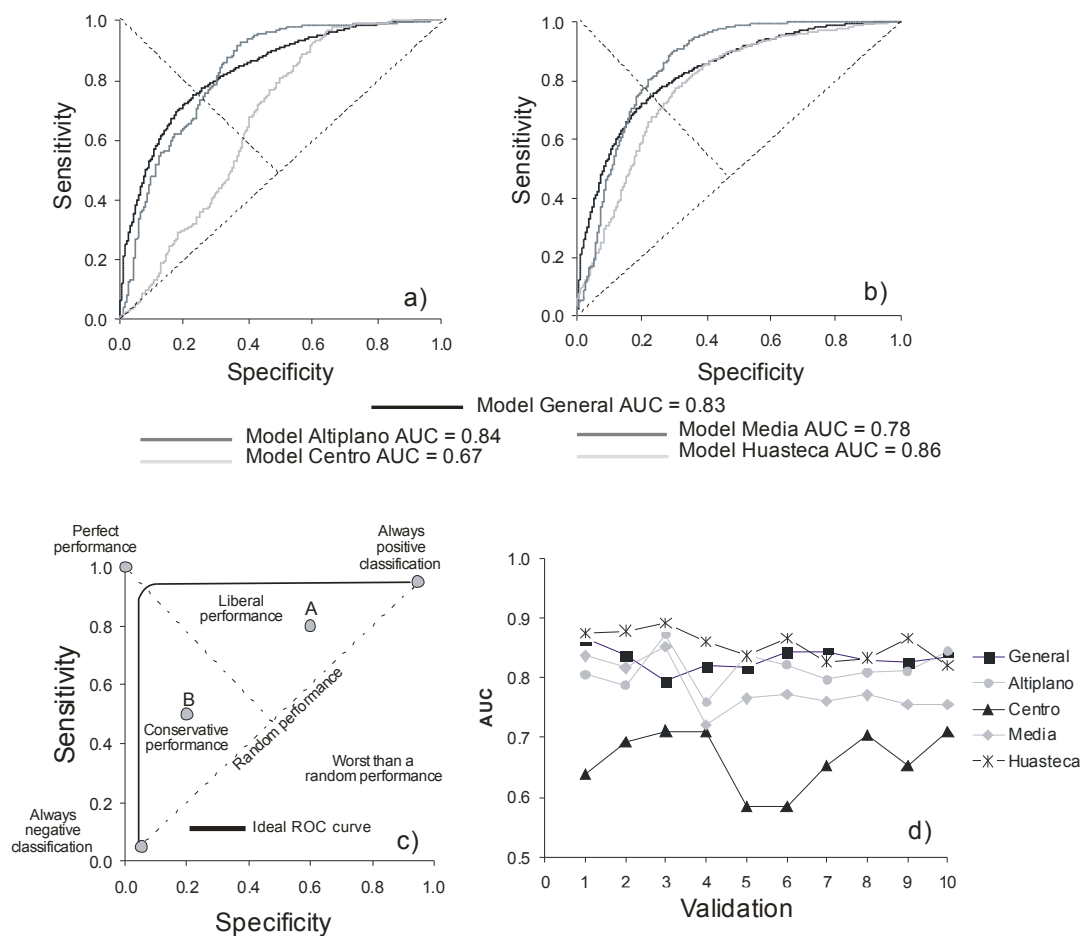 1.0
0.8
0.6
0.4
0.2
0.0
Sensitivity
0.0 0.2 0.4 0.6 0.8 1.0
Specificity
a)
1.0
0.8
0.6
0.4
0.2
0.0
Sensitivity
0.0 0.2 0.4 0.6 0.8 1.0
Specificity
b)
Model General AUC = 0.83
Model Altiplano AUC = 0.84
Model Centro AUC = 0.67
Model Media AUC = 0.78
Model Huasteca AUC = 0.86
Perfect
performance
Always
positive
classification
1.0
0.8
0.6
0.4
0.2
0.0
Sensitivity
Liberal
performance
A
B
Conservative
performance
Random performance
Worst than a
random performance
Always
negative
classification
Ideal ROC curve
c)
0.0 0.2 0.4 0.6 0.8 1.0
Specificity
1.0
0.9
0.8
0.7
0.6
0.5
AUC
0 1 2 3 4 5 6 7 8 9 10
Validation
d)
General
Altiplano
Centro
Media
Huasteca